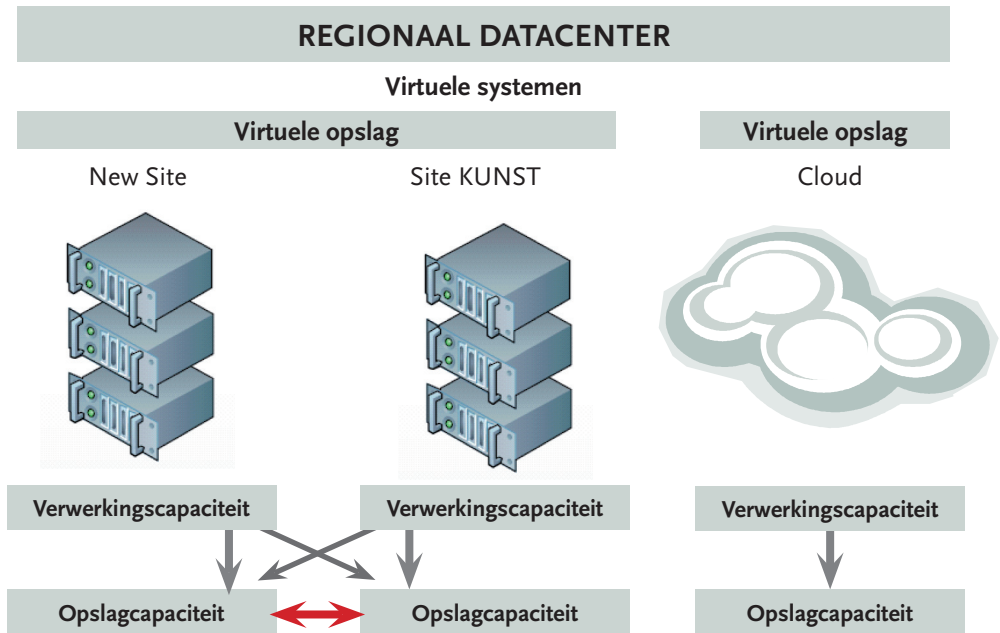 REGIONAAL DATACENTER
Virtuele systemen
Virtuele opslag
Virtuele opslag
New Site
Site KUNST
Cloud
Verwerkingscapaciteit
Verwerkingscapaciteit
Verwerkingscapaciteit
Opslagcapaciteit
Opslagcapaciteit
Opslagcapaciteit